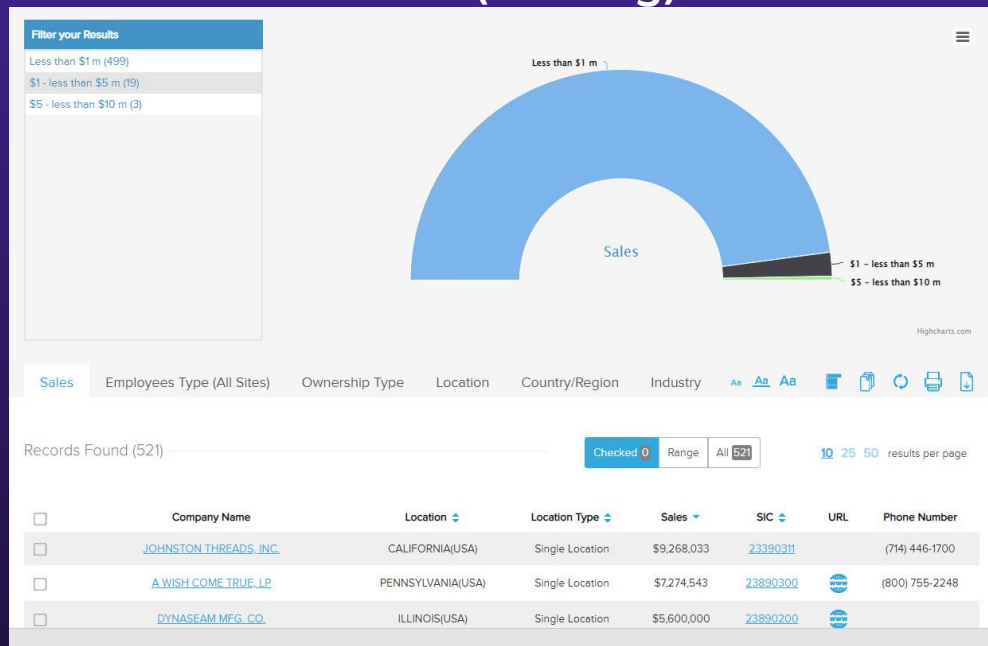 Filter your Results
Less than $1 m (499)
$1 - less than $5 m (19)
$5 - less than $10 m (3)
Less than $1 m
Sales
$1 – less than $5 m
$5 – less than $10 m
Highcharts.com
Sales Employees Type (All Sites) Ownership Type Location Country/Region Industry Aa Aa Aa
Records Found (521) Checked 0 Range All 521 10 25 50 results per page
Company Name Location Location Type Sales SIC URL Phone Number
JOHNSTON THREADS, INC. CALIFORNIA(USA) Single Location $9,268,033 23390311 (714) 446-1700
A WISH COME TRUE, LP PENNSYLVANIA(USA) Single Location $7,274,543 23890300 www (800) 755-2248
DYNASEAM MFG. CO. ILLINOIS(USA) Single Location $5,600,000 23890200 www